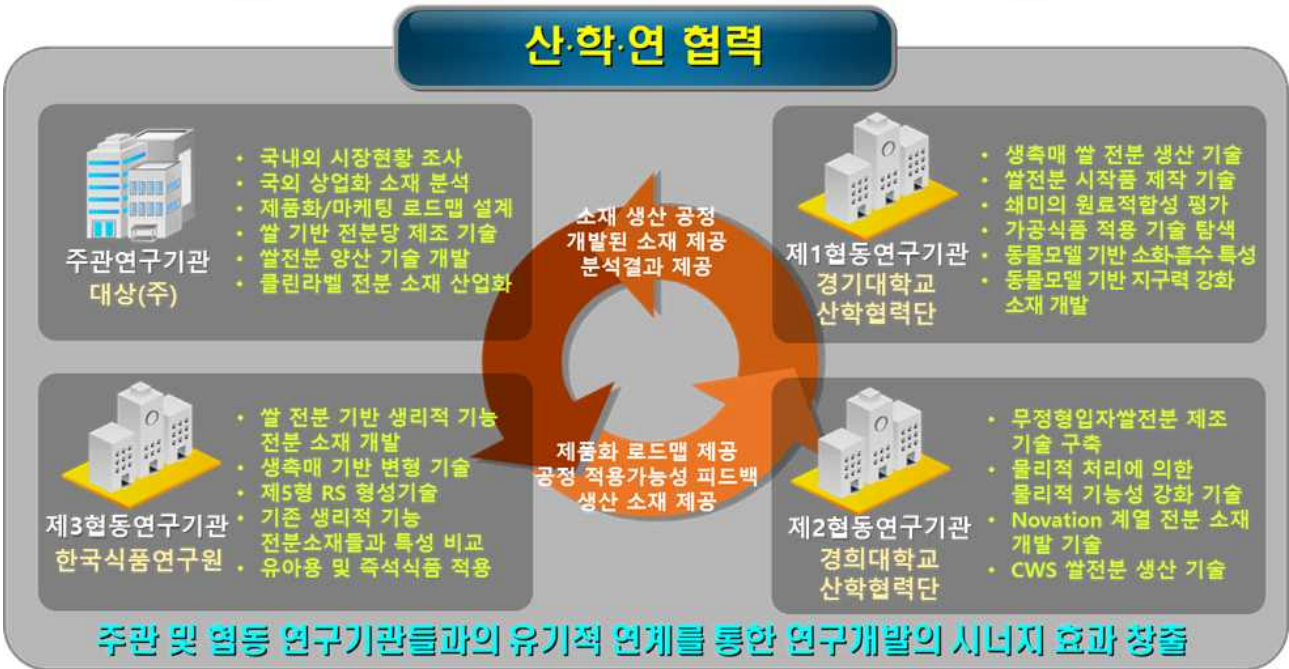 산·학·연 협력
주관연구기관
대상(주)
• 국내외 시장현황 조사
• 국외 상업화 소재 분석
• 제품화/마케팅 로드맵 설계
• 쌀 기반 전분당 제조 기술
• 쌀전분 양산 기술 개발
• 클린라벨 전분 소재 산업화
제1협동연구기관
경기대학교
산학협력단
• 생촉매 쌀 전분 생산 기술
• 쌀전분 시작품 제작 기술
• 쇄미의 원료적합성 평가
• 가공식품 적용 기술 탐색
• 동물모델 기반 소화·흡수 특성
• 동물모델 기반 지구력 강화
소재 개발
소재 생산 공정
개발된 소재 제공
분석결과 제공
제품화 로드맵 제공
공정 적용가능성 피드백
생산 소재 제공
제3협동연구기관
한국식품연구원
• 쌀 전분 기반 생리적 기능
전분 소재 개발
• 생촉매 기반 변형 기술
• 제5형 RS 형성기술
• 기존 생리적 기능
전분소재들과 특성 비교
• 유아용 및 즉석식품 적용
제2협동연구기관
경희대학교
산학협력단
• 무정형입자쌀전분 제조
기술 구축
• 물리적 처리에 의한
물리적 기능성 강화 기술
• Novation 계열 전분 소재
개발 기술
• CWS 쌀전분 생산 기술
주관 및 협동 연구기관들과의 유기적 연계를 통한 연구개발의 시너지 효과 창출